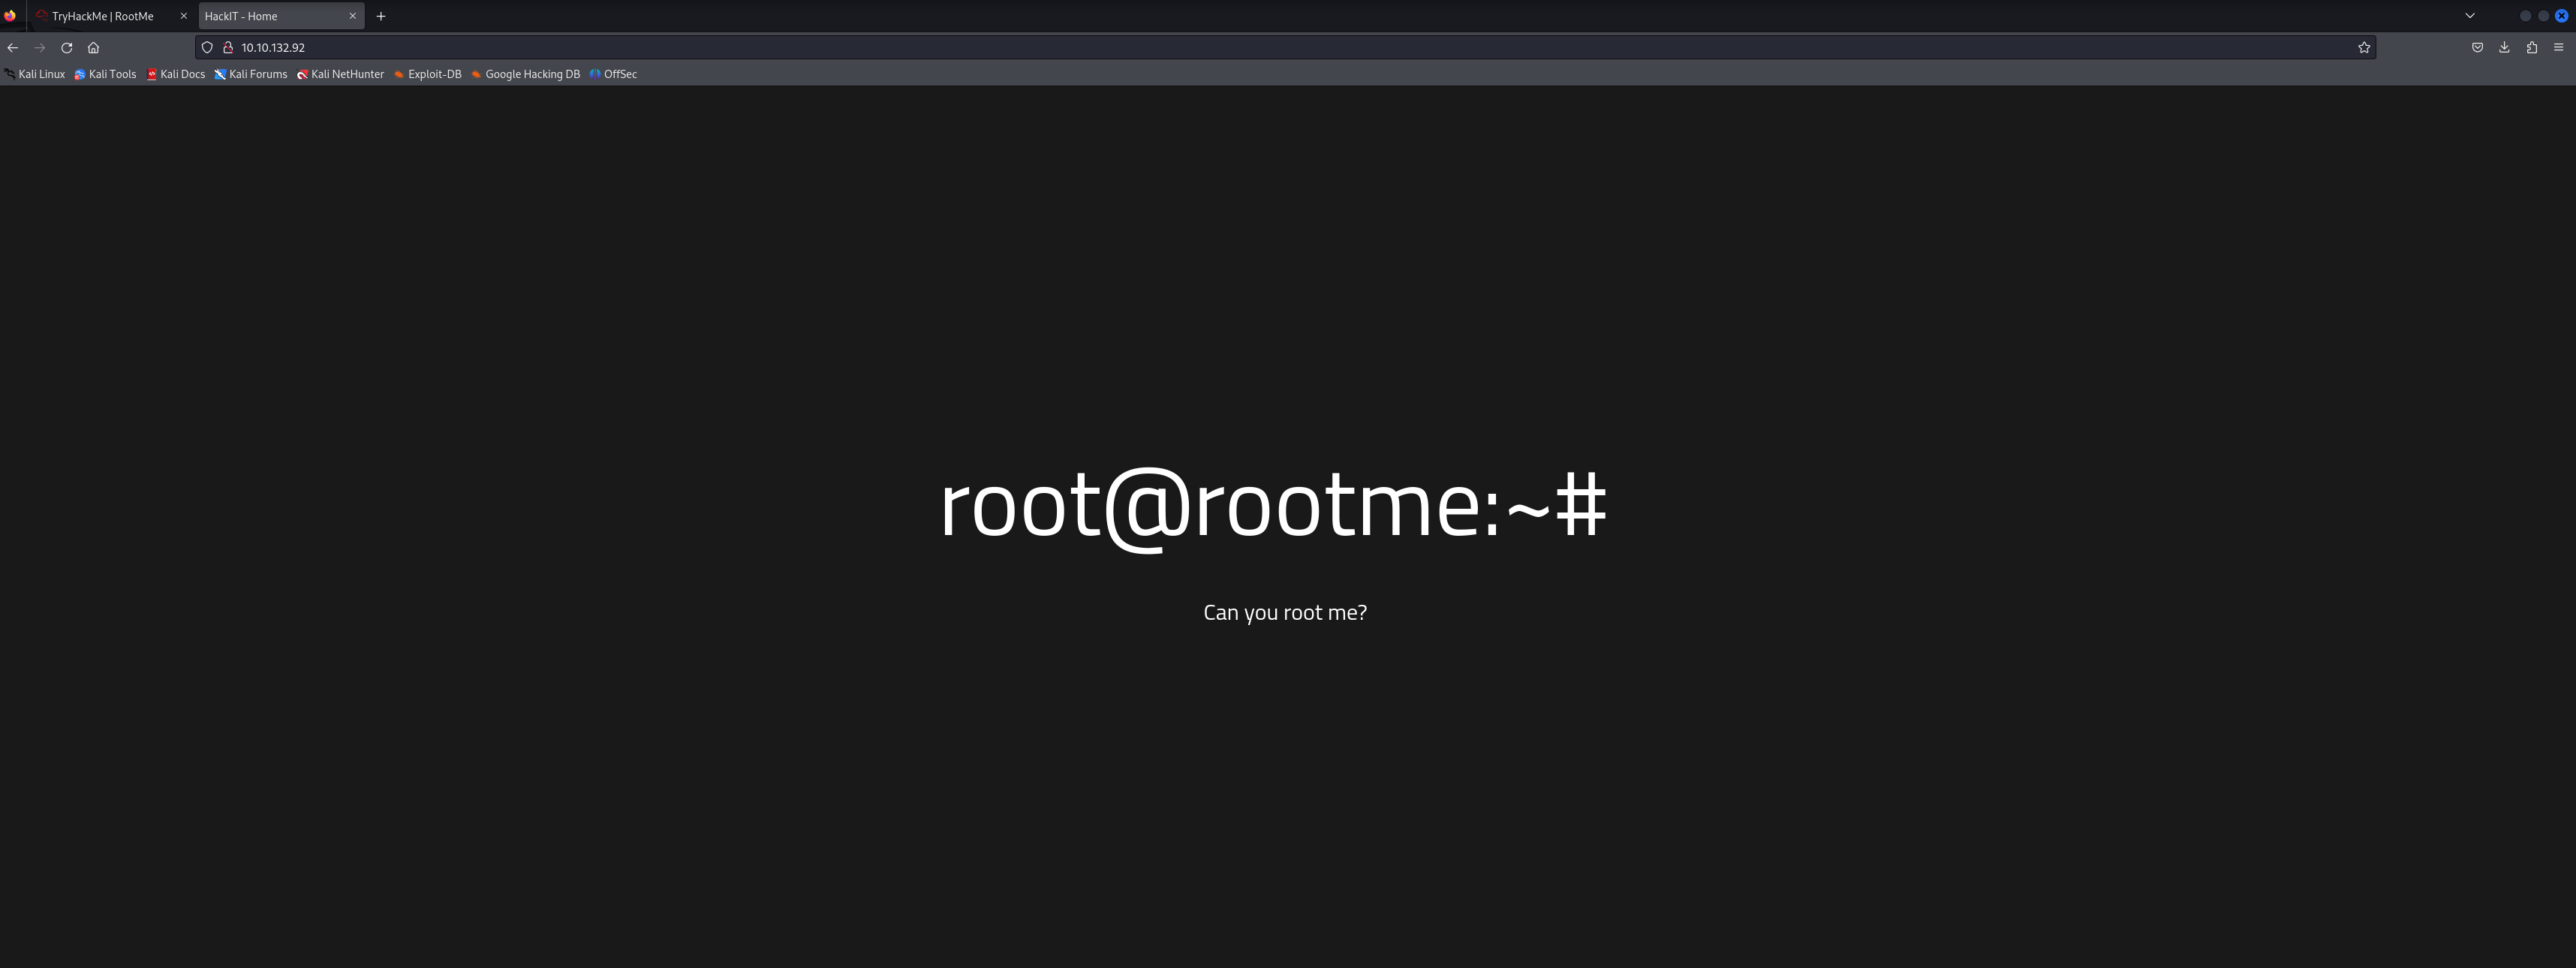 TryHackMe | RootMe
HackIT - Home
10.10.132.92
Kali Linux Kali Tools Kali Docs Kali Forums Kali NetHunter Exploit-DB Google Hacking DB OffSec
root@rootme:~#
Can you root me?